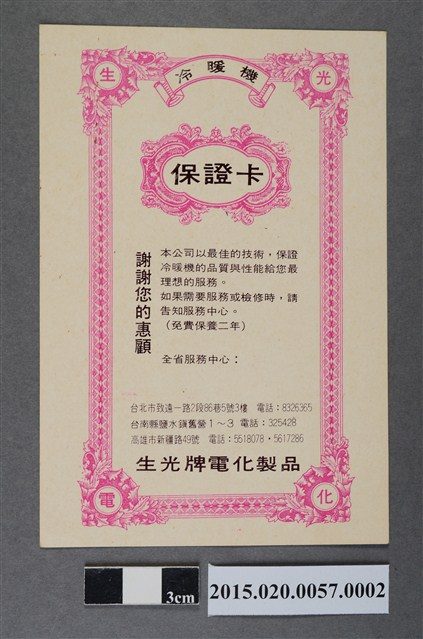 生 光
冷暖機
保證卡
謝謝您的惠顧
本公司以最佳的技術，保證
冷暖機的品質與性能給您最
理想的服務。
如果需要服務或檢修時，請
告知服務中心。
(免費保養二年)
全省服務中心：
台北市致遠一路2段86巷5號3樓 電話：8326365
台南縣鹽水鎮舊營1～3 電話：325428
高雄市新疆路49號 電話：5518078・5617286
生光牌電化製品
電 化
3cm
2015.020.0057.0002